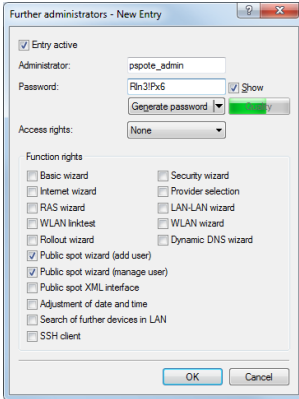 Further administrators - New Entry
Entry active
Administrator: pspote_admin
Password: Rln3!Px6 Show
Generate password Quality
Access rights: None
Function rights
Basic wizard Security wizard
Internet wizard Provider selection
RAS wizard LAN-LAN wizard
WLAN linktest WLAN wizard
Rollout wizard Dynamic DNS wizard
Public spot wizard (add user)
Public spot wizard (manage user)
Public spot XML interface
Adjustment of date and time
Search of further devices in LAN
SSH client
OK Cancel